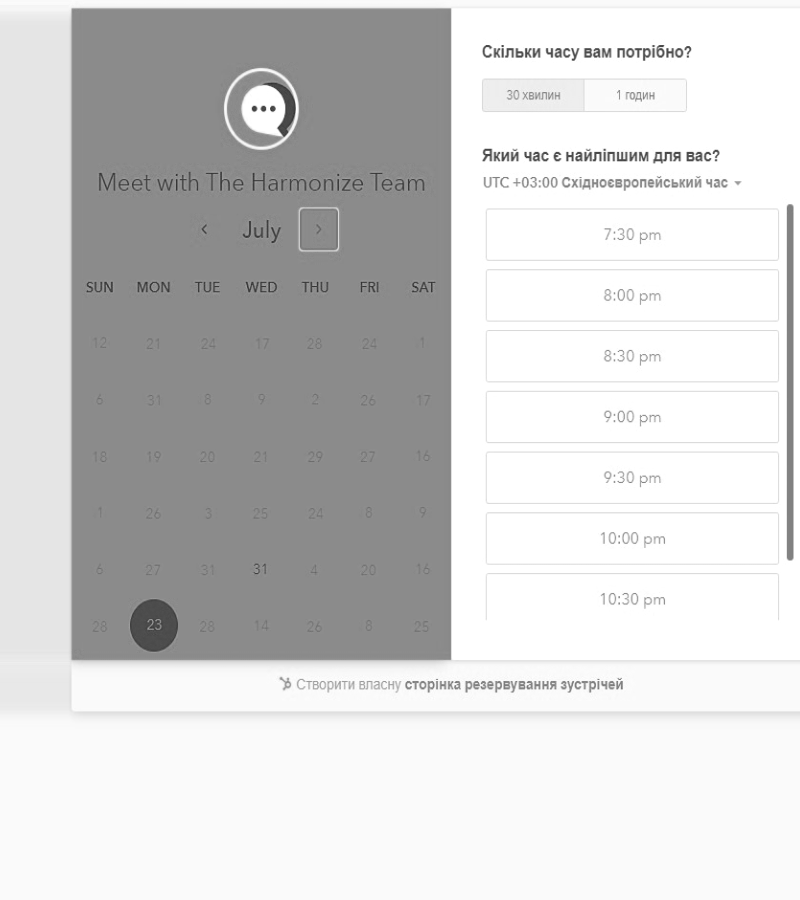 Meet with The Harmonize Team
July
SUN MON TUE WED THU FRI SAT
12 21 24 17 28 24 1
6 31 8 9 2 26 17
18 19 20 21 29 27 16
1 26 3 25 24 8 9
6 27 31 31 4 20 16
28 23 28 14 26 8 25
Скільки часу вам потрібно?
30 хвилин 1 годин
Який час є найліпшим для вас?
UTC +03:00 Східноєвропейський час
7:30 pm
8:00 pm
8:30 pm
9:00 pm
9:30 pm
10:00 pm
10:30 pm
Створити власну сторінка резервування зустрічей